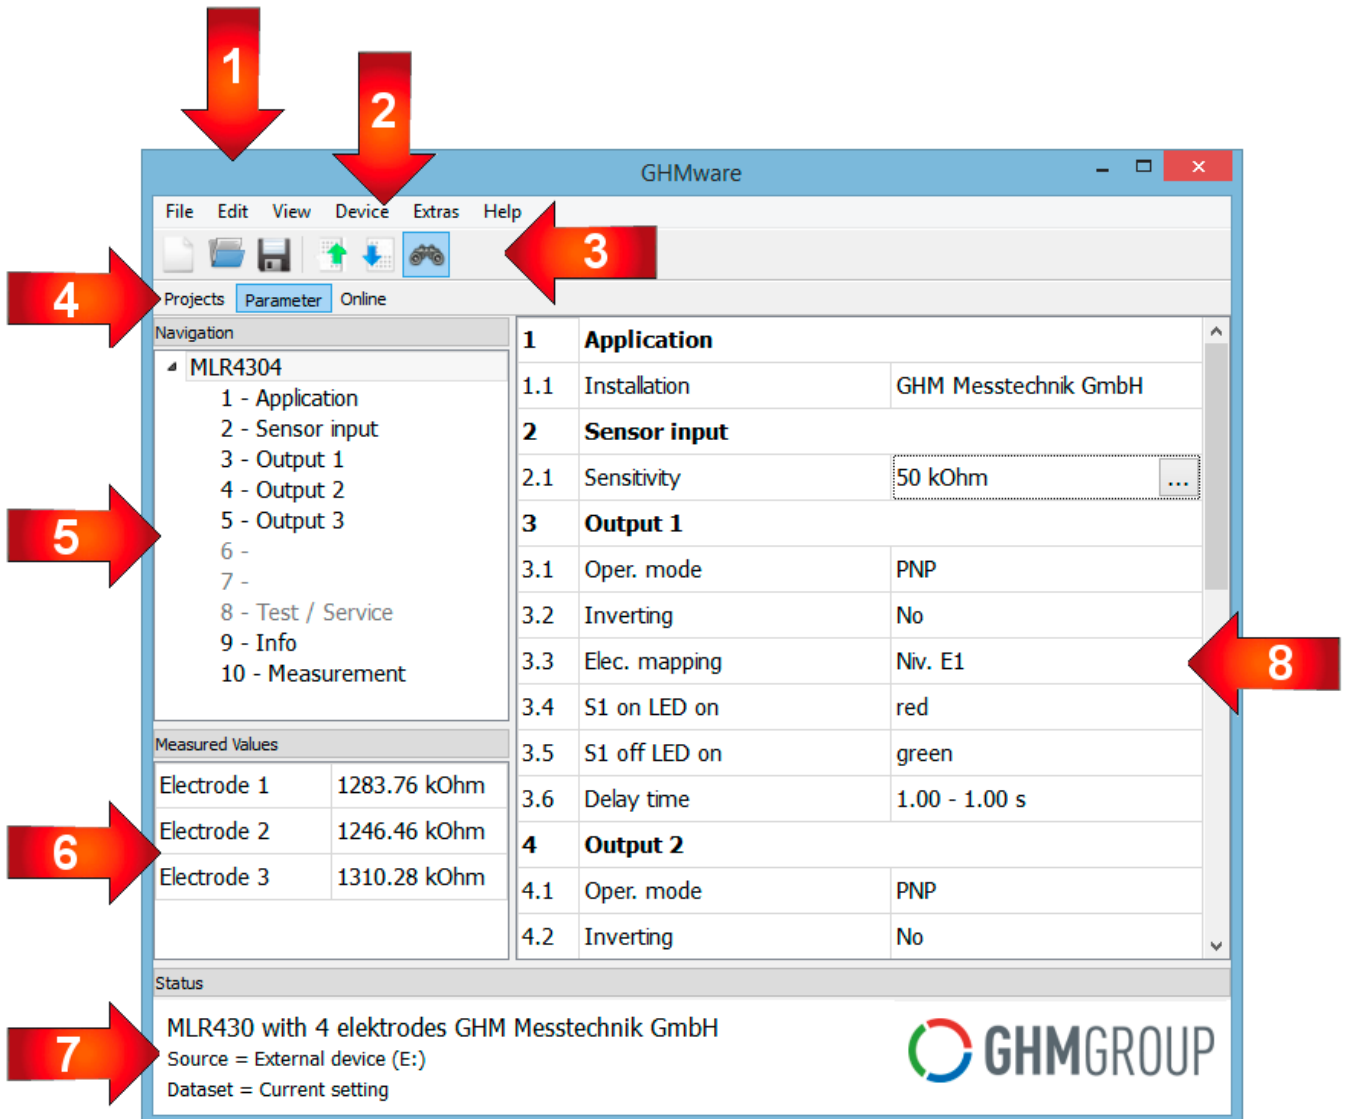 1
2
GHMware
File Edit View Device Extras Help
3
4
Projects Parameter Online
Navigation
MLR4304
1 - Application
2 - Sensor input
3 - Output 1
4 - Output 2
5 - Output 3
6 -
7 -
8 - Test / Service
9 - Info
10 - Measurement
5
Measured Values
Electrode 1 1283.76 kOhm
Electrode 2 1246.46 kOhm
Electrode 3 1310.28 kOhm
6
1 Application
1.1 Installation GHM Messtechnik GmbH
2 Sensor input
2.1 Sensitivity 50 kOhm ...
3 Output 1
3.1 Oper. mode PNP
3.2 Inverting No
3.3 Elec. mapping Niv. E1
3.4 S1 on LED on red
3.5 S1 off LED on green
3.6 Delay time 1.00 - 1.00 s
4 Output 2
4.1 Oper. mode PNP
4.2 Inverting No
8
Status
MLR430 with 4 elektrodes GHM Messtechnik GmbH
Source = External device (E:)
Dataset = Current setting
7
GHMGROUP